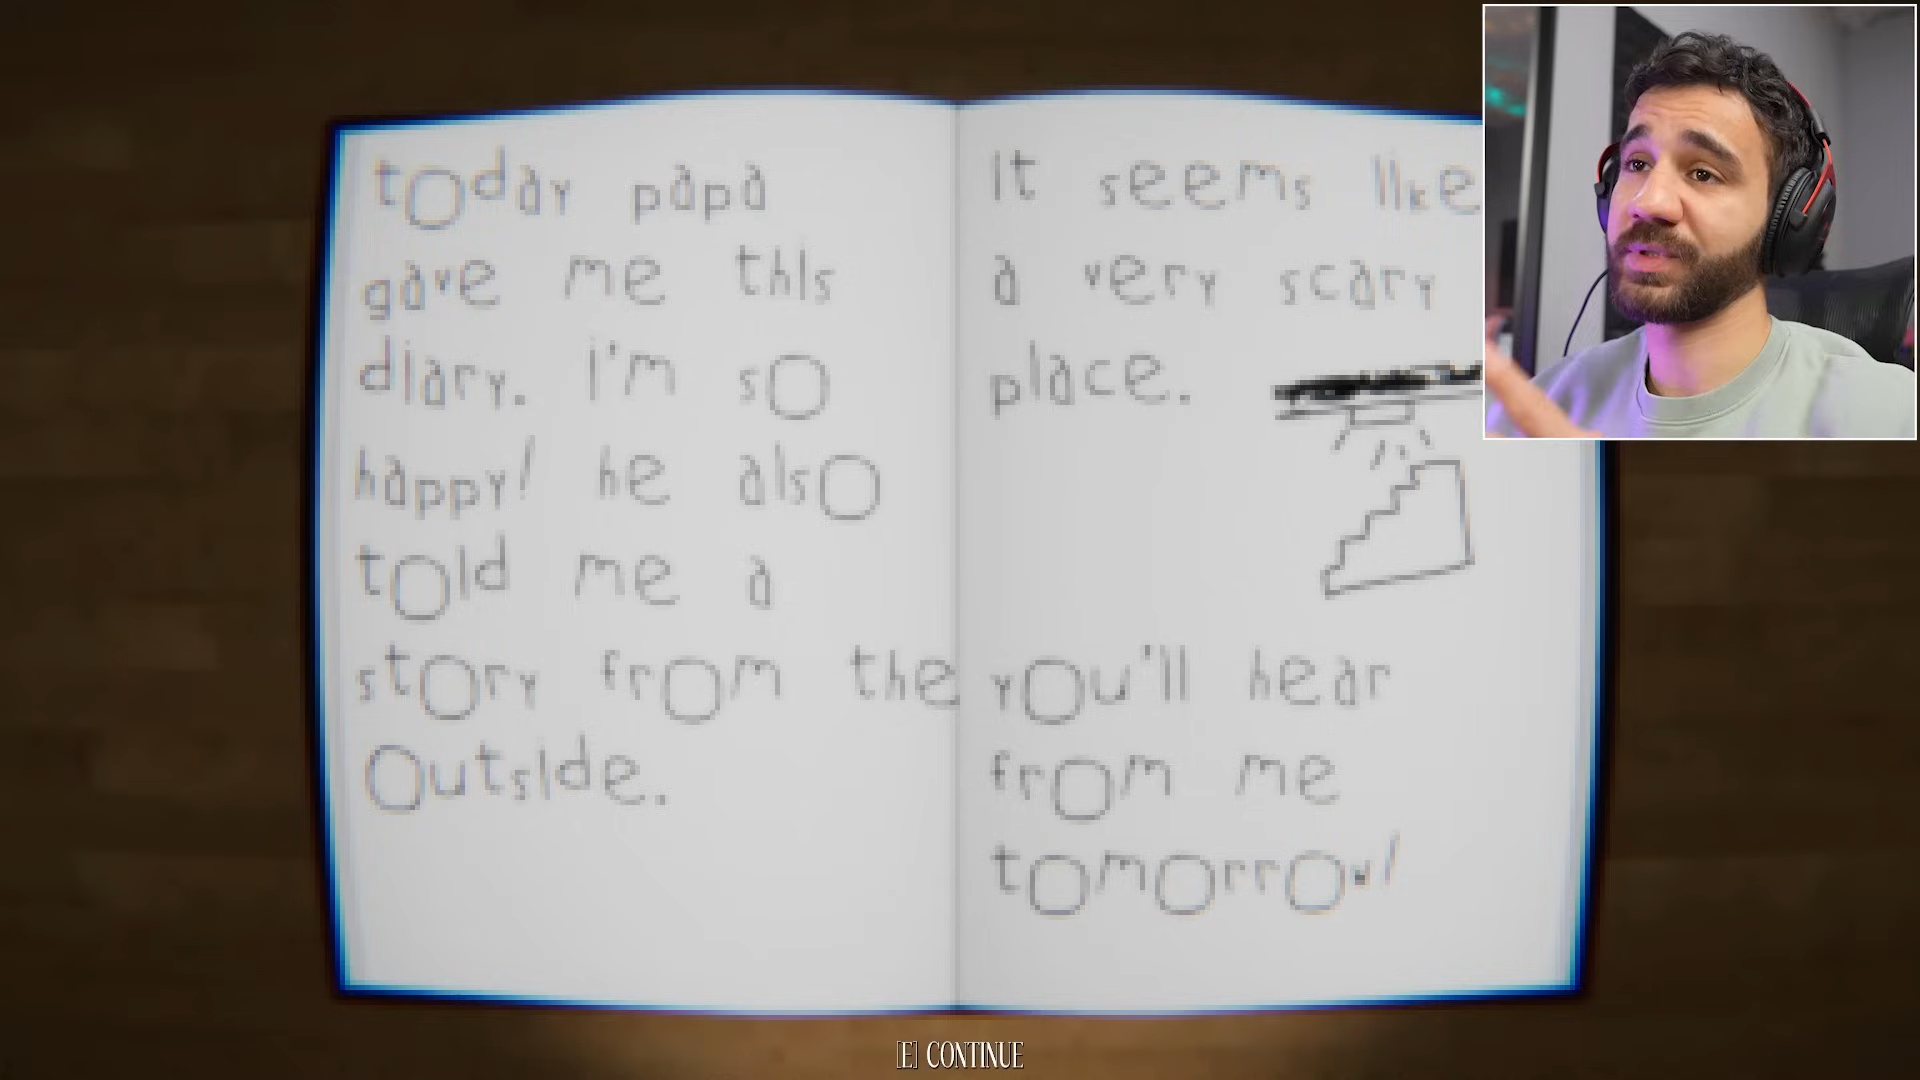 today papa
gave me this
diary. i'm so
happy! he also
told me a
story from the
Outside.
it seems like
a very scary
place.
you'll hear
from me
tomorrow!
[E] CONTINUE